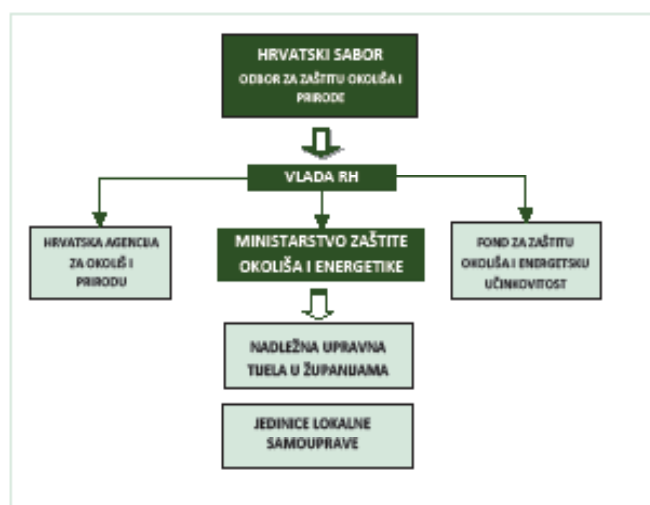 HRVATSKI SABOR
ODBOR ZA ZAŠTITU OKOLIŠA I
PRIRODE
VLADA RH
HRVATSKA AGENCIJA
ZA OKOLIŠ I
PRIRODU
MINISTARSTVO ZAŠTITE
OKOLIŠA I ENERGETIKE
FOND ZA ZAŠTITU
OKOLIŠA I ENERGETSKU
UČINKOVITOST
NADLEŽNA UPRAVNA
TIJELA U ŽUPANIJAMA
JEDINICE LOKALNE
SAMOUPRAVE